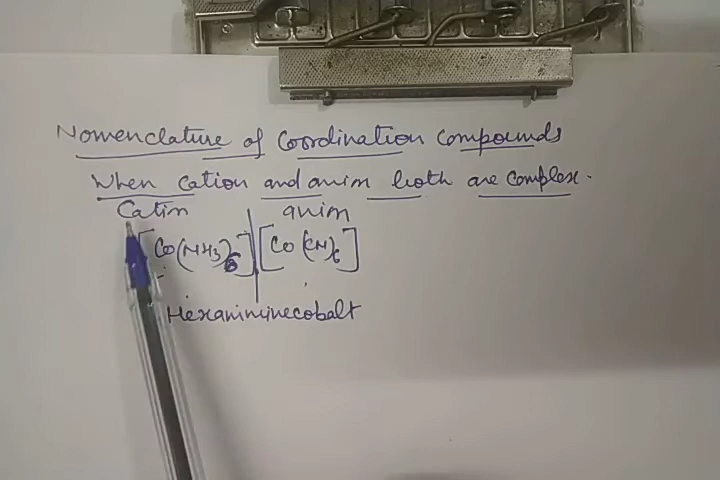 Nomenclature of Coordination Compounds
When Cation and anion both are Complex.
Cation anion
[Co(NH3)6] [Co(CN)6]
Hexamminecobalt